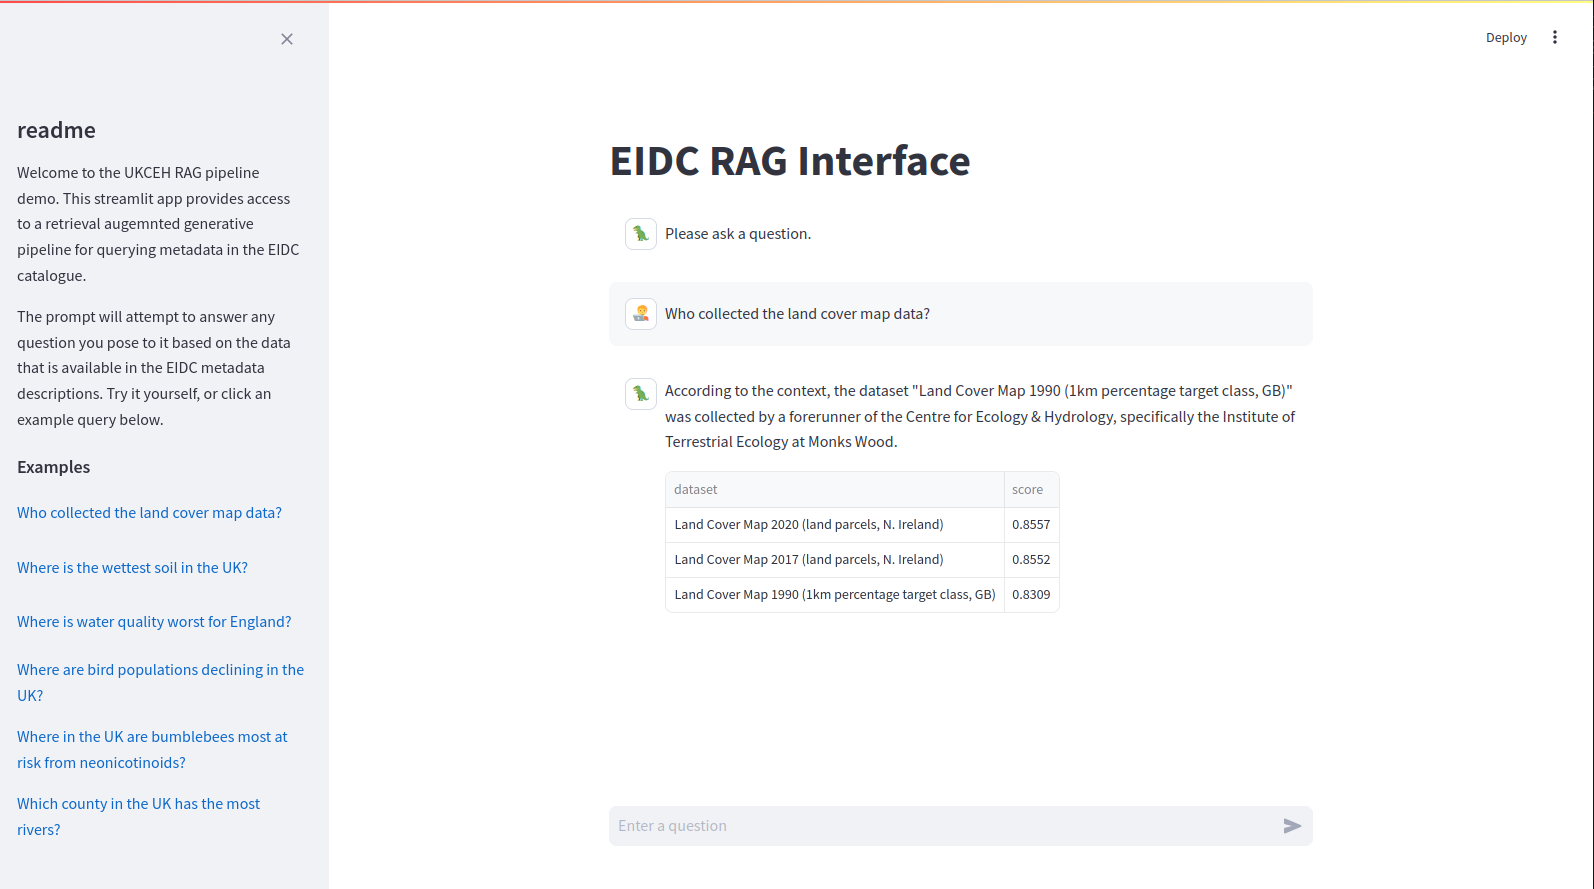 readme
Welcome to the UKCEH RAG pipeline
demo. This streamlit app provides access
to a retrieval augemnted generative
pipeline for querying metadata in the EIDC
catalogue.
The prompt will attempt to answer any
question you pose to it based on the data
that is available in the EIDC metadata
descriptions. Try it yourself, or click an
example query below.
Examples
Who collected the land cover map data?
Where is the wettest soil in the UK?
Where is water quality worst for England?
Where are bird populations declining in the
UK?
Where in the UK are bumblebees most at
risk from neonicotinoids?
Which county in the UK has the most
rivers?
Deploy
EIDC RAG Interface
Please ask a question.
Who collected the land cover map data?
According to the context, the dataset "Land Cover Map 1990 (1km percentage target class, GB)"
was collected by a forerunner of the Centre for Ecology & Hydrology, specifically the Institute of
Terrestrial Ecology at Monks Wood.
dataset score
Land Cover Map 2020 (land parcels, N. Ireland) 0.8557
Land Cover Map 2017 (land parcels, N. Ireland) 0.8552
Land Cover Map 1990 (1km percentage target class, GB) 0.8309
Enter a question